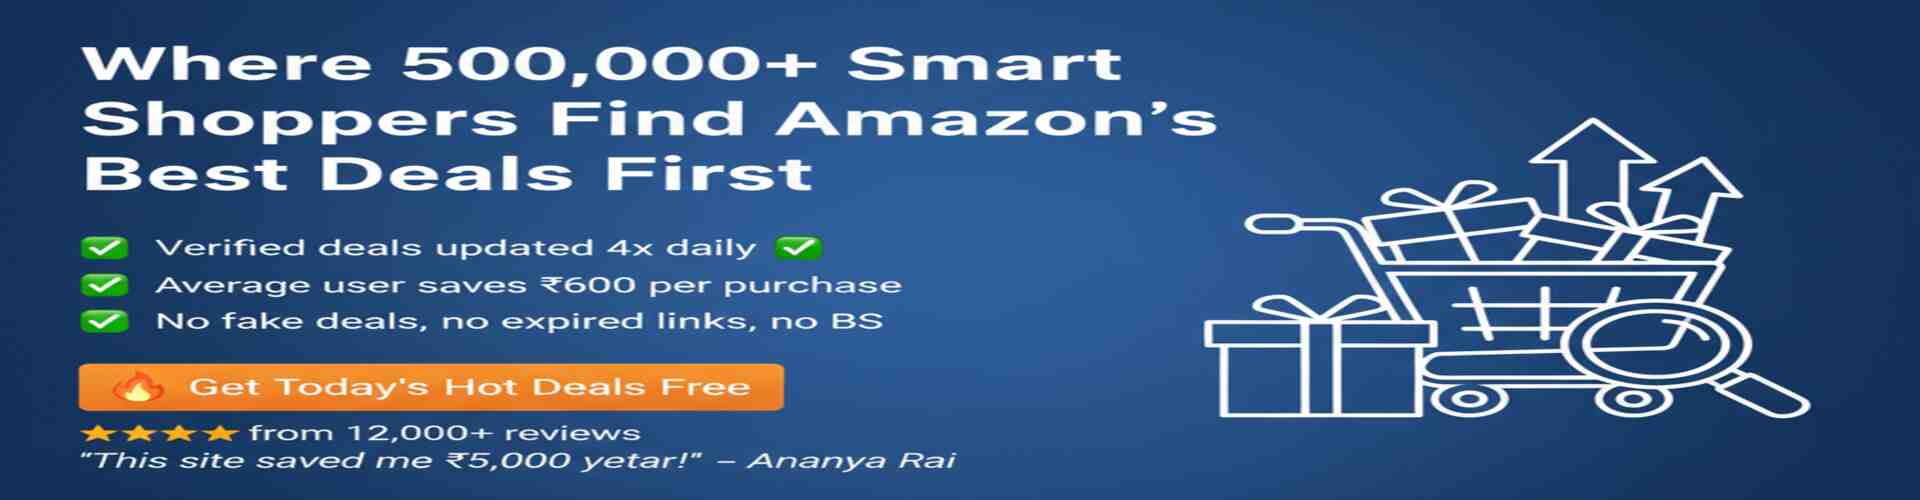 Where 500,000+ Smart
Shoppers Find Amazon's
Best Deals First
✅ Verified deals updated 4x daily ✅
✅ Average user saves ₹600 per purchase
✅ No fake deals, no expired links, no BS
🔥 Get Today's Hot Deals Free
★★★★ from 12,000+ reviews
"This site saved me ₹5,000 yetar!" – Ananya Rai